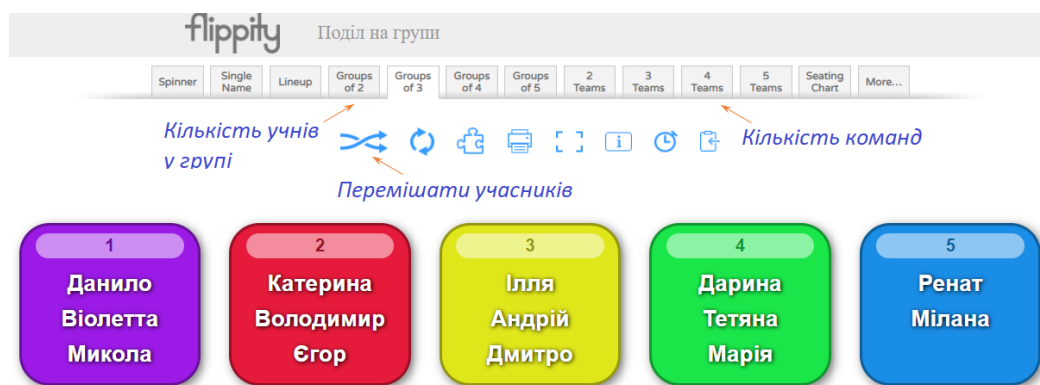 flippity Поділ на групи
Spinner Single Name Lineup Groups of 2 Groups of 3 Groups of 4 Groups of 5 2 Teams 3 Teams 4 Teams 5 Teams Seating Chart More...
Кількість учнів
у групі
Кількість команд
Перемішати учасників
1
Данило
Віолетта
Микола
2
Катерина
Володимир
Єгор
3
Ілля
Андрій
Дмитро
4
Дарина
Тетяна
Марія
5
Ренат
Мілана